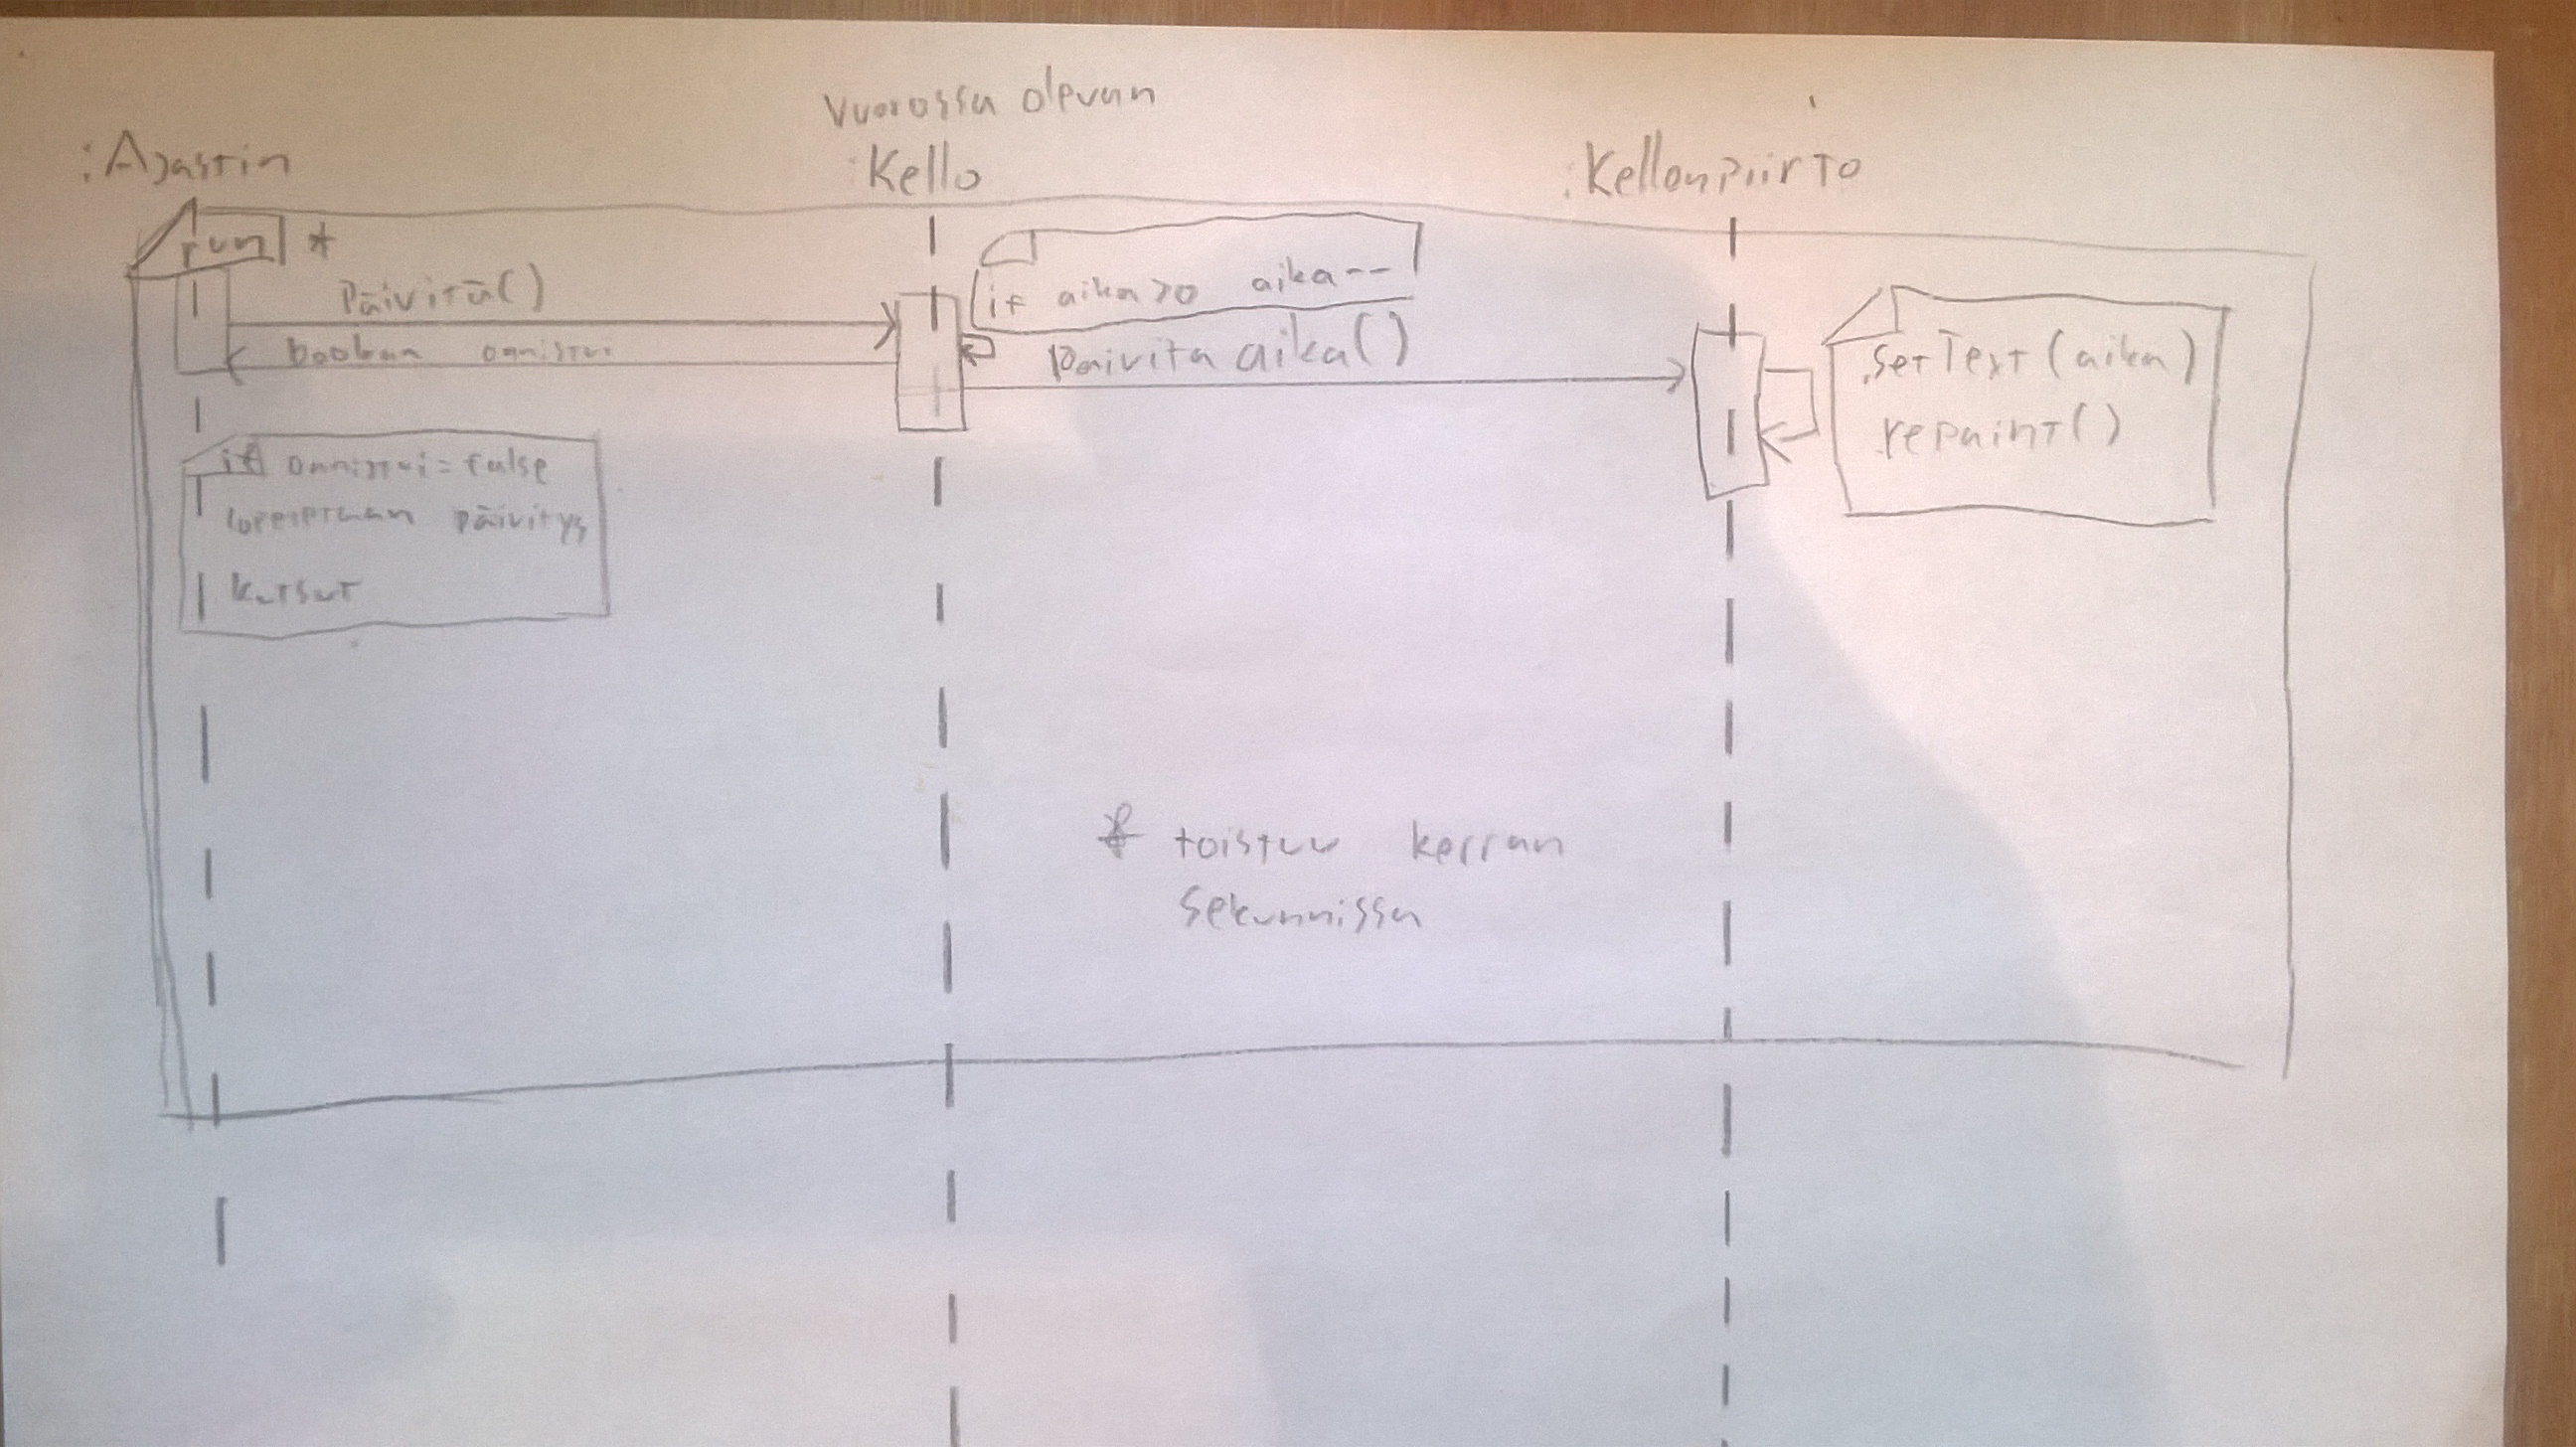 Vuorossa olevan
:Ajastin
:Kello
:Kellonpiirto
run *
if aika>0 aika--
Päivitä()
boolean onnistui
Paivita aika()
.setText(aika)
.repaint()
if onnistui=false
lopetetaan päivitys
kutsut
* toistuu kerran
sekunnissa